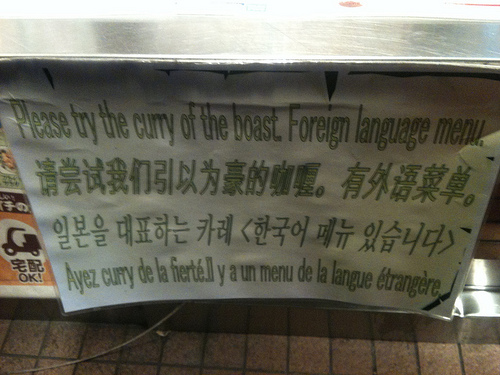 Please try the curry of the boast. Foreign language menu.
请尝试我们引以为豪的咖喱。 有外语菜单。
일본을 대표하는 카레 <한국어 메뉴 있습니다>
Ayez curry de la fierté.Il y a un menu de la langue étrangère.
宅配
OK!